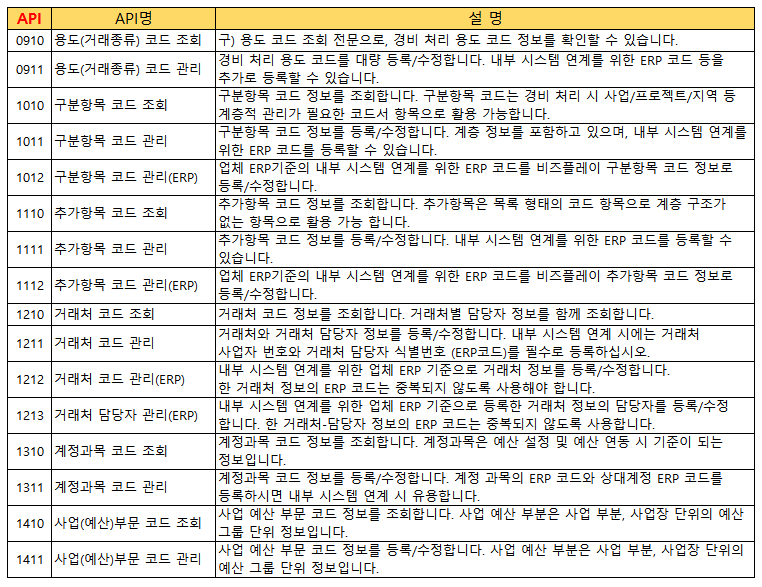 API API명 설 명
0910 용도(거래종류) 코드 조회 구) 용도 코드 조회 전문으로, 경비 처리 용도 코드 정보를 확인할 수 있습니다.
0911 용도(거래종류) 코드 관리 경비 처리 용도 코드를 대량 등록/수정합니다. 내부 시스템 연계를 위한 ERP 코드 등을
추가로 등록할 수 있습니다.
1010 구분항목 코드 조회 구분항목 코드 정보를 조회합니다. 구분항목 코드는 경비 처리 시 사업/프로젝트/지역 등
계층적 관리가 필요한 코드서 항목으로 활용 가능합니다.
1011 구분항목 코드 관리 구분항목 코드 정보를 등록/수정합니다. 계층 정보를 포함하고 있으며, 내부 시스템 연계를
위한 ERP 코드를 등록할 수 있습니다.
1012 구분항목 코드 관리(ERP) 업체 ERP기준의 내부 시스템 연계를 위한 ERP 코드를 비즈플레이 구분항목 코드 정보로
등록/수정합니다.
1110 추가항목 코드 조회 추가항목 코드 정보를 조회합니다. 추가항목은 목록 형태의 코드 항목으로 계층 구조가
없는 항목으로 활용 가능 합니다.
1111 추가항목 코드 관리 추가항목 코드 정보를 등록/수정합니다. 내부 시스템 연계를 위한 ERP 코드를 등록할 수
있습니다.
1112 추가항목 코드 관리(ERP) 업체 ERP기준의 내부 시스템 연계를 위한 ERP 코드를 비즈플레이 추가항목 코드 정보로
등록/수정합니다.
1210 거래처 코드 조회 거래처 코드 정보를 조회합니다. 거래처별 담당자 정보를 함께 조회합니다.
1211 거래처 코드 관리 거래처와 거래처 담당자 정보를 등록/수정합니다. 내부 시스템 연계 시에는 거래처
사업자 번호와 거래처 담당자 식별번호 (ERP코드)를 필수로 등록하십시오.
1212 거래처 코드 관리(ERP) 내부 시스템 연계를 위한 업체 ERP 기준으로 거래처 정보를 등록/수정합니다.
한 거래처 정보의 ERP 코드는 중복되지 않도록 사용해야 합니다.
1213 거래처 담당자 관리(ERP) 내부 시스템 연계를 위한 업체 ERP 기준으로 등록한 거래처 정보의 담당자를 등록/수정
합니다. 한 거래처-담당자 정보의 ERP 코드는 중복되지 않도록 사용합니다.
1310 계정과목 코드 조회 계정과목 코드 정보를 조회합니다. 계정과목은 예산 설정 및 예산 연동 시 기준이 되는
정보입니다.
1311 계정과목 코드 관리 계정과목 코드 정보를 등록/수정합니다. 계정 과목의 ERP 코드와 상대계정 ERP 코드를
등록하시면 내부 시스템 연계 시 유용합니다.
1410 사업(예산)부문 코드 조회 사업 예산 부문 코드 정보를 조회합니다. 사업 예산 부분은 사업 부분, 사업장 단위의 예산
그룹 단위 정보입니다.
1411 사업(예산)부문 코드 관리 사업 예산 부문 코드 정보를 등록/수정합니다. 사업 예산 부분은 사업 부문, 사업장 단위의
예산 그룹 단위 정보입니다.